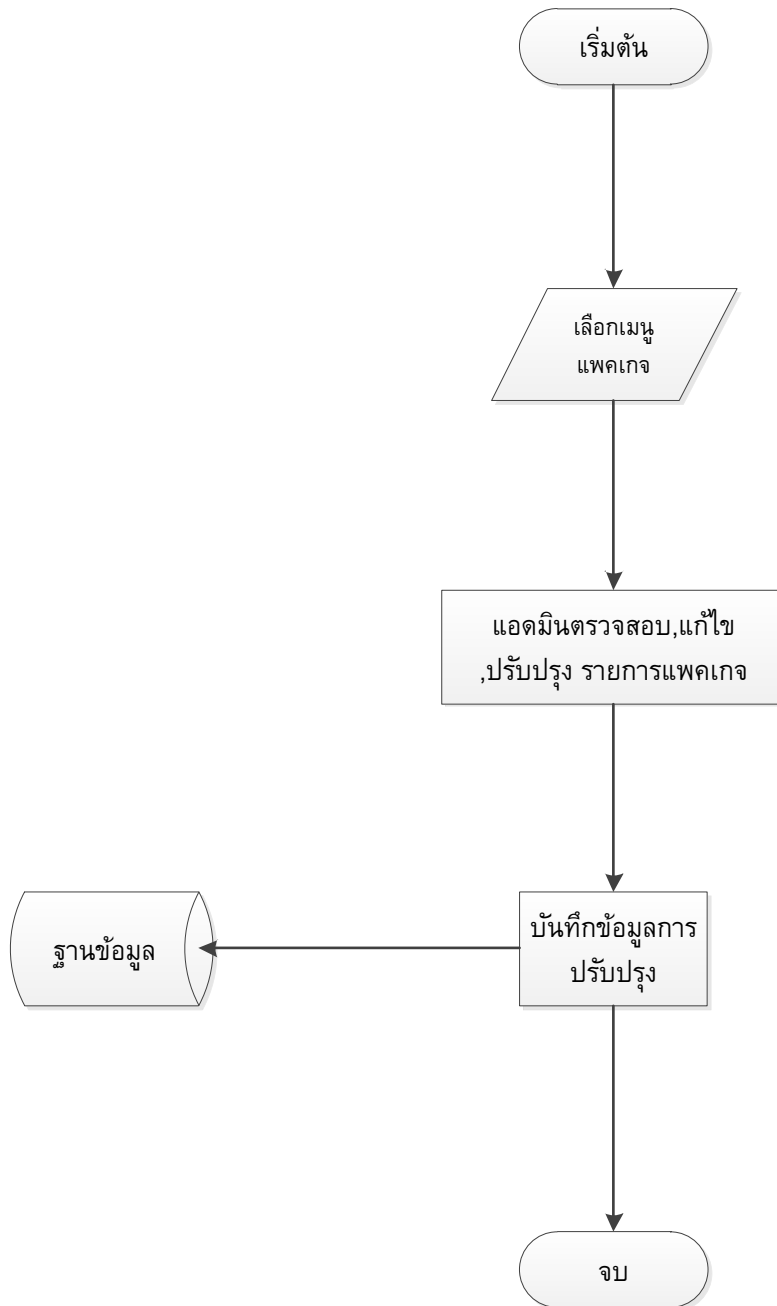 เริ่มต้น
เลือกเมนู
แพคเกจ
แอดมินตรวจสอบ,แก้ไข
,ปรับปรุง รายการแพคเกจ
บันทึกข้อมูลการ
ปรับปรุง
ฐานข้อมูล
จบ